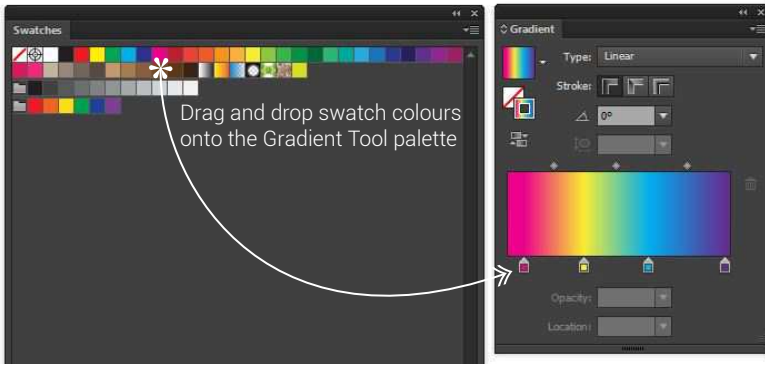 Swatches
Drag and drop swatch colours
onto the Gradient Tool palette
Gradient
Type: Linear
Stroke:
0°
Opacity:
Location: